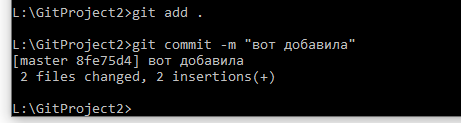 L:\GitProject2>git add .
L:\GitProject2>git commit -m "вот добавила"
[master 8fe75d4] вот добавила
 2 files changed, 2 insertions(+)
L:\GitProject2>